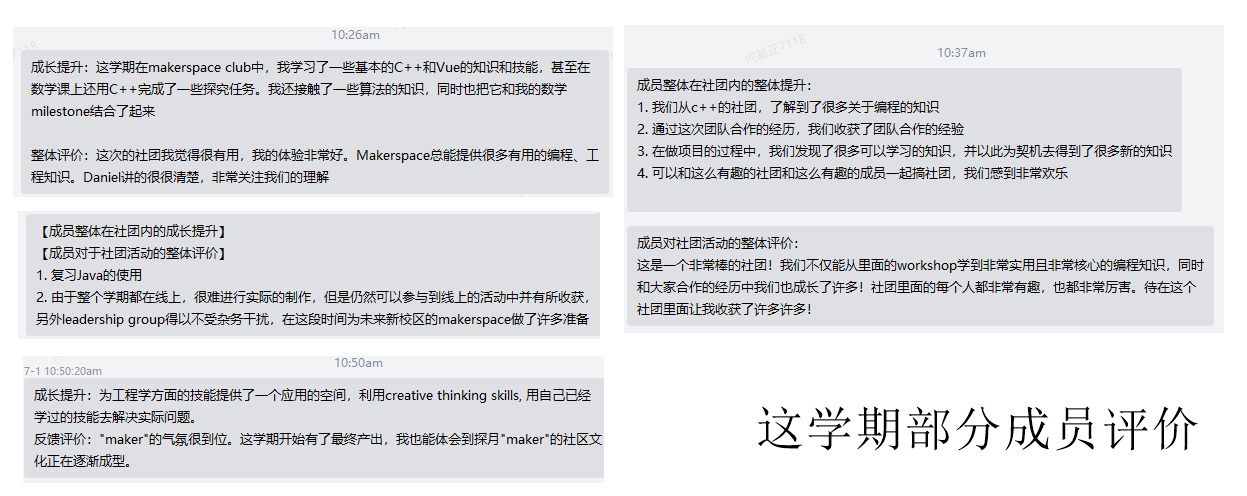 10:26am
成长提升：这学期在makerspace club中，我学习了一些基本的C++和Vue的知识和技能，甚至在
数学课上还用C++完成了一些探究任务。我还接触了一些算法的知识，同时也把它和我的数学
milestone结合了起来
整体评价：这次的社团我觉得很有用，我的体验非常好。Makerspace总能提供很多有用的编程、工
程知识。Daniel讲的很很清楚，非常关注我们的理解
【成员整体在社团内的成长提升】
【成员对于社团活动的整体评价】
1. 复习Java的使用
2. 由于整个学期都在线上，很难进行实际的制作，但是仍然可以参与到线上的活动中并有所收获，
另外leadership group得以不受杂务干扰，在这段时间为未来新校区的makerspace做了许多准备
10:50am
7-1 10:50:20am
成长提升：为工程学方面的技能提供了一个应用的空间，利用creative thinking skills, 用自己已经
学过的技能去解决实际问题。
反馈评价："maker"的气氛很到位。这学期开始有了最终产出，我也能体会到探月"maker"的社区文
化正在逐渐成型。
10:37am
成员整体在社团内的整体提升：
1. 我们从c++的社团，了解到了很多关于编程的知识
2. 通过这次团队合作的经历，我们收获了团队合作的经验
3. 在做项目的过程中，我们发现了很多可以学习的知识，并以此为契机去得到了很多新的知识
4. 可以和这么有趣的社团和这么有趣的成员一起搞社团，我们感到非常欢乐
成员对社团活动的整体评价：
这是一个非常棒的社团！我们不仅能从里面的workshop学到非常实用且非常核心的编程知识，同时
和大家合作的经历中我们也成长了许多！社团里面的每个人都非常有趣，也都非常厉害。待在这个
社团里面让我收获了许多许多！
这学期部分成员评价